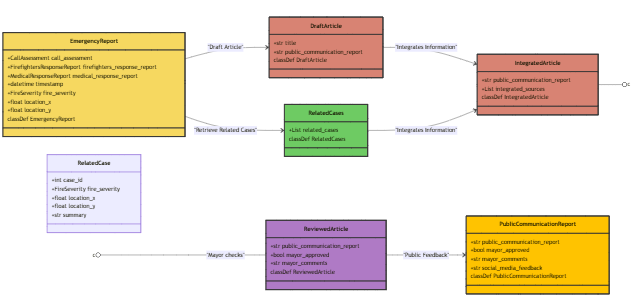 EmergencyReport
+CallAssessment call_assessment
+FirefightersResponseReport firefighters_response_report
+MedicalResponseReport medical_response_report
+datetime timestamp
+FireSeverity fire_severity
+float location_x
+float location_y
classDef EmergencyReport
"Draft Article"
"Retrieve Related Cases"
DraftArticle
+str title
+str public_communication_report
classDef DraftArticle
RelatedCases
+List related_cases
classDef RelatedCases
"Integrates Information"
"Integrates Information"
IntegratedArticle
+str public_communication_report
+List integrated_sources
classDef IntegratedArticle
c
RelatedCase
+int case_id
+FireSeverity fire_severity
+float location_x
+float location_y
+str summary
c
"Mayor checks"
ReviewedArticle
+str public_communication_report
+bool mayor_approved
+str mayor_comments
classDef ReviewedArticle
"Public Feedback"
PublicCommunicationReport
+str public_communication_report
+bool mayor_approved
+str mayor_comments
+str social_media_feedback
classDef PublicCommunicationReport